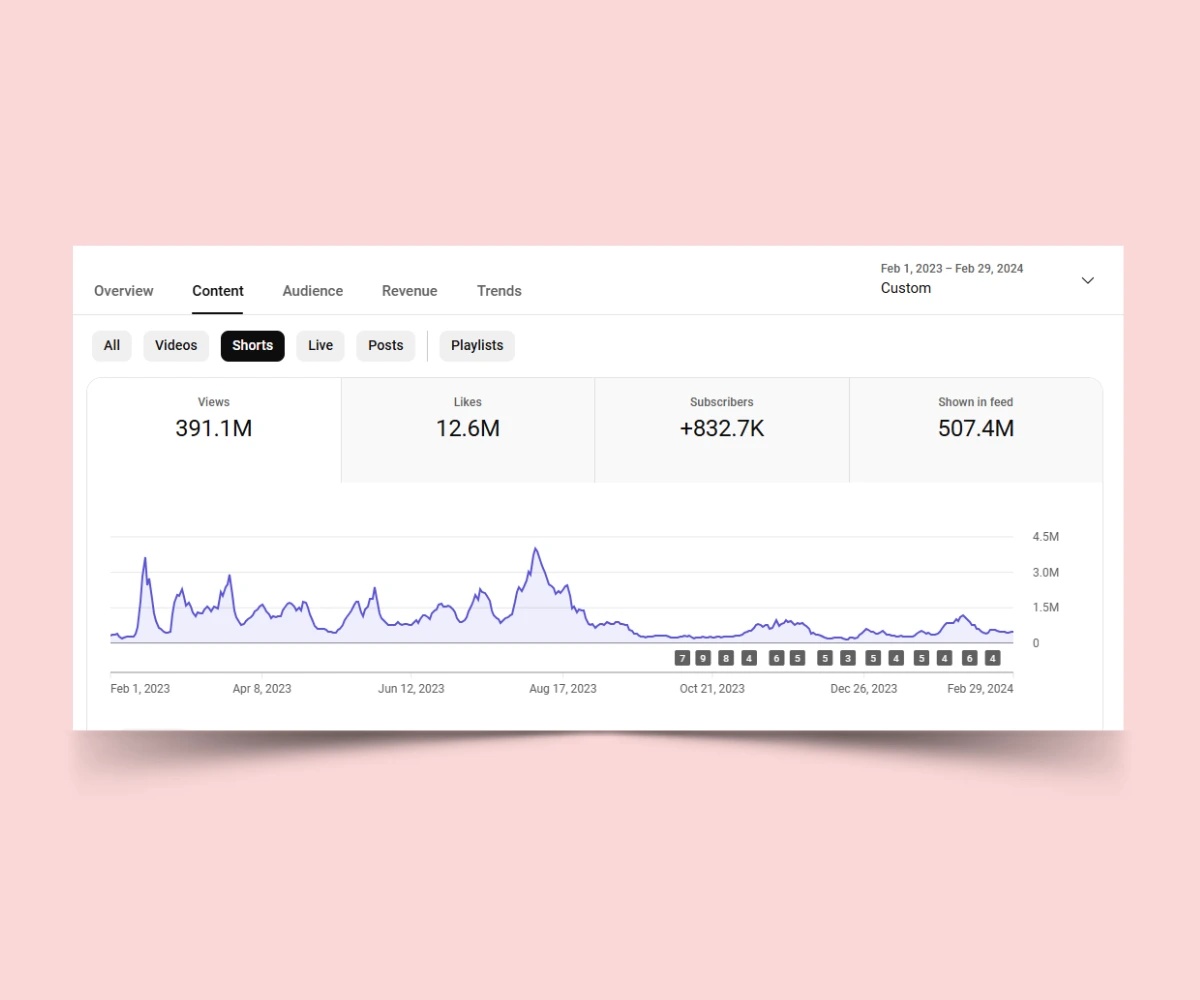 Feb 1, 2023 – Feb 29, 2024
Custom
Overview Content Audience Revenue Trends
All Videos Shorts Live Posts Playlists
Views Likes Subscribers Shown in feed
391.1M 12.6M +832.7K 507.4M
4.5M
3.0M
1.5M
0
7 9 8 4 6 5 5 3 5 4 5 4 6 4
Feb 1, 2023 Apr 8, 2023 Jun 12, 2023 Aug 17, 2023 Oct 21, 2023 Dec 26, 2023 Feb 29, 2024